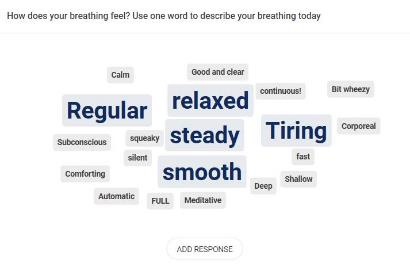 How does your breathing feel? Use one word to describe your breathing today
Calm
Good and clear
Bit wheezy
continuous!
relaxed
Regular
Corporeal
Tiring
steady
squeaky
Subconscious
silent
fast
smooth
Comforting
Shallow
Deep
Automatic
FULL
Meditative
ADD RESPONSE